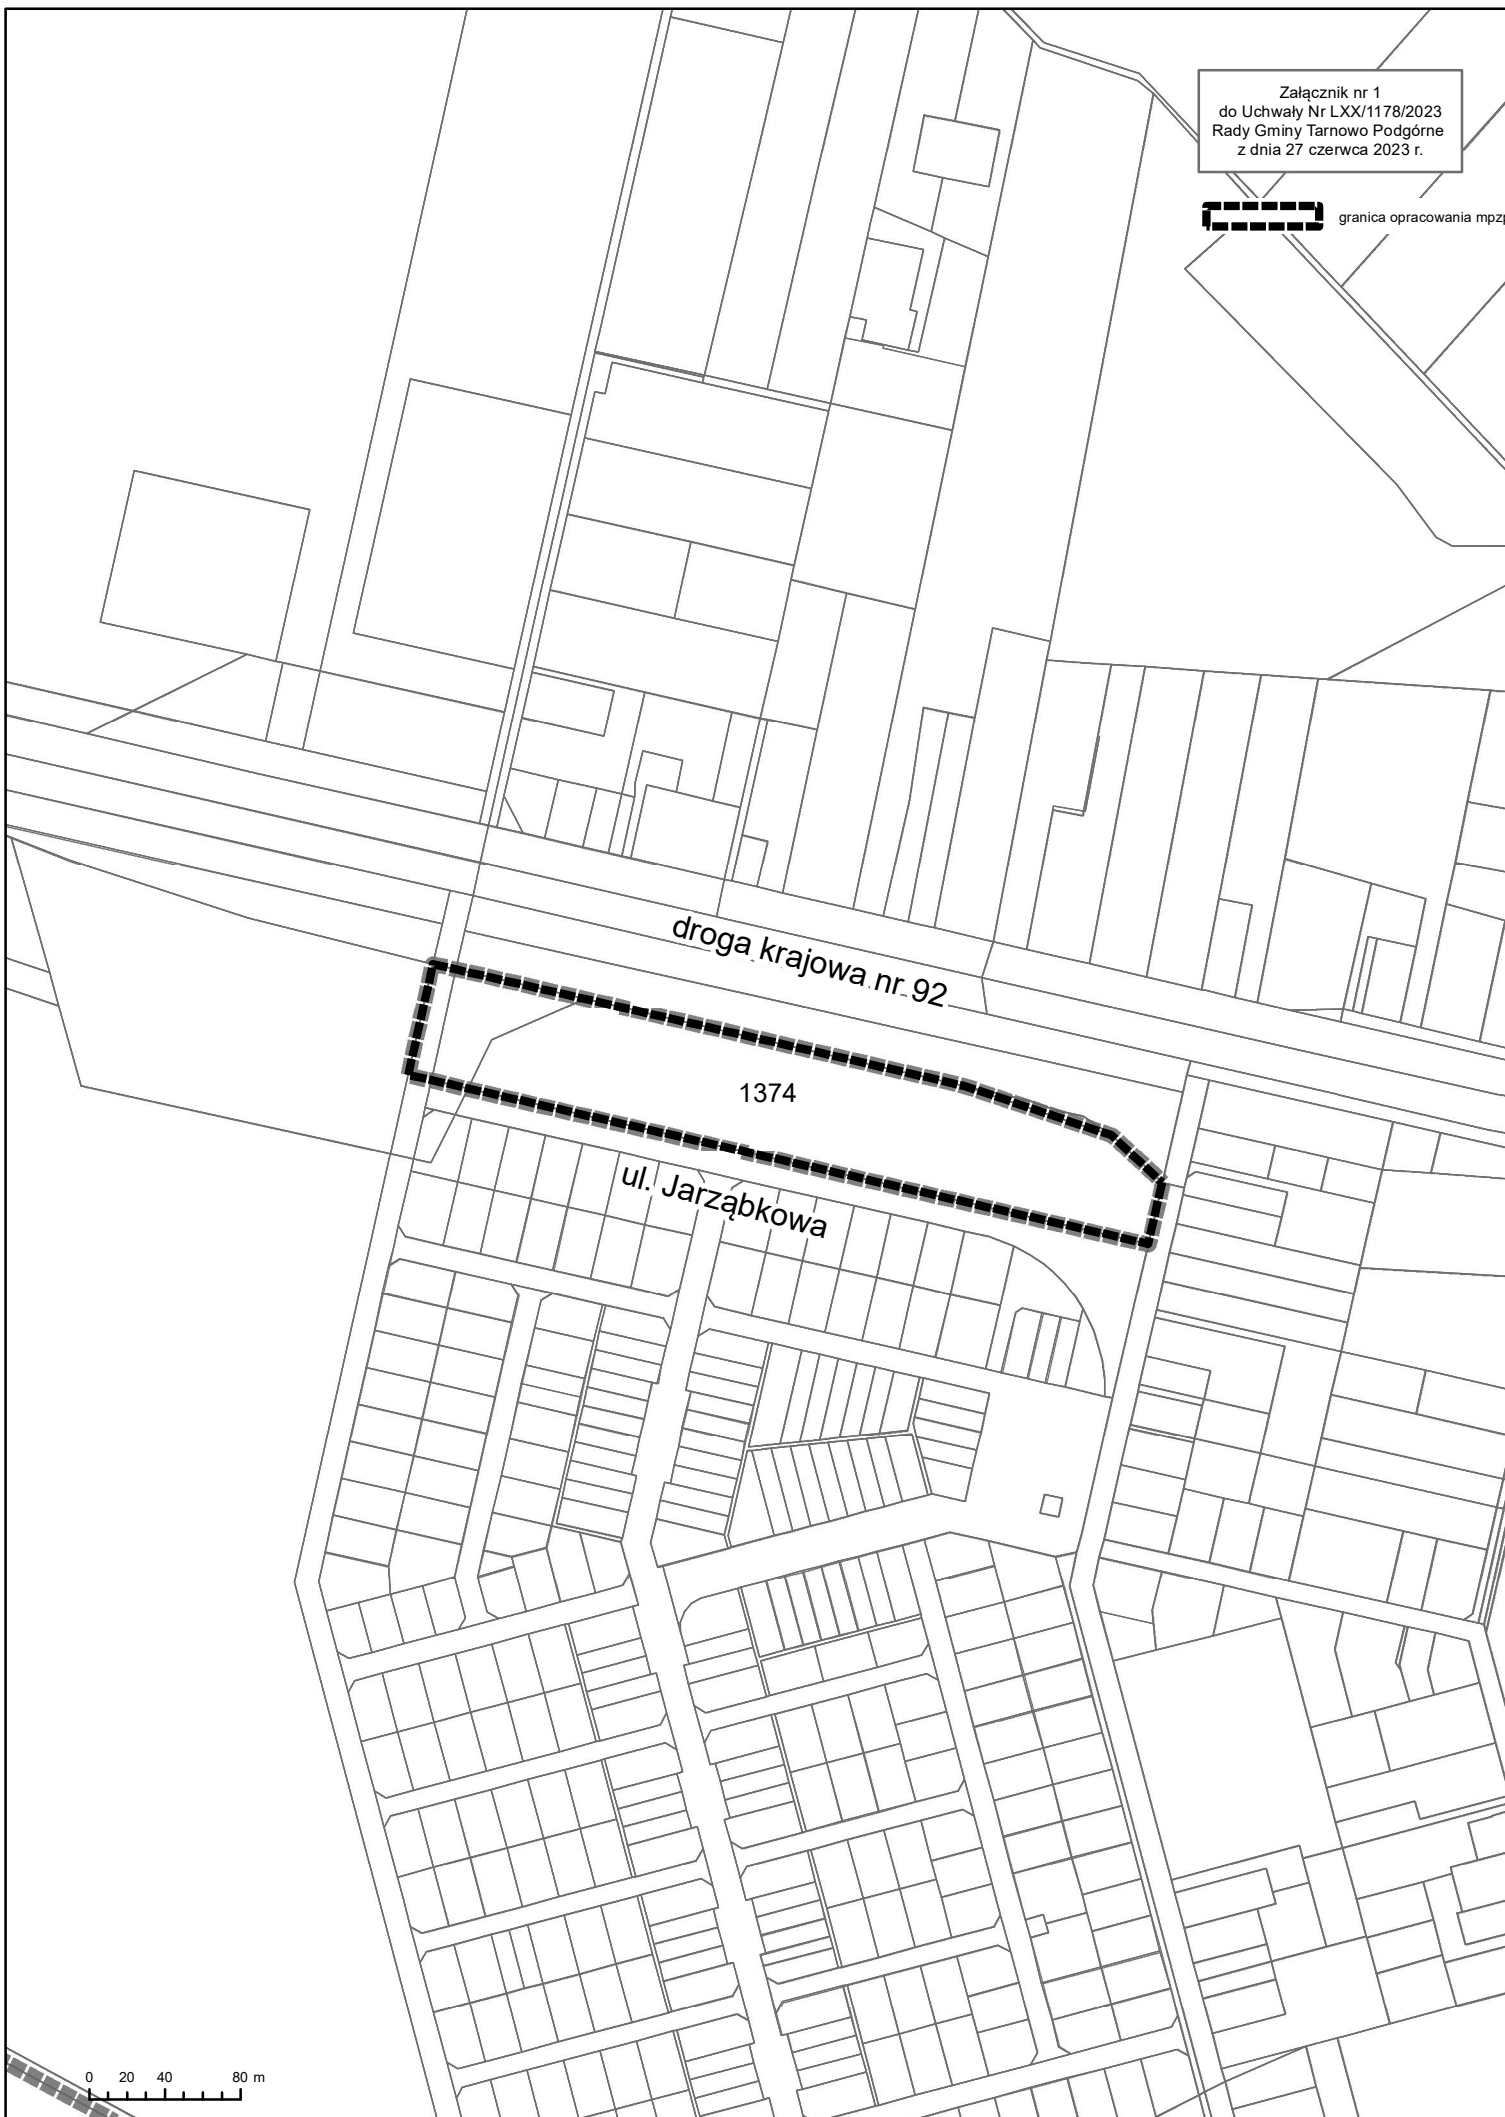 Załącznik nr 1
do Uchwały Nr LXX/1178/2023
Rady Gminy Tarnowo Podgórne
z dnia 27 czerwca 2023 r.
granica opracowania mpzp
droga krajowa nr 92
1374
ul. Jarząbkowa
0 20 40 80 m